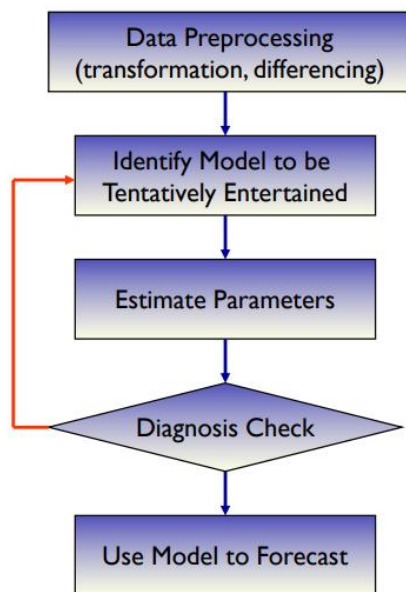 Data Preprocessing
(transformation, differencing)
Identify Model to be
Tentatively Entertained
Estimate Parameters
Diagnosis Check
Use Model to Forecast